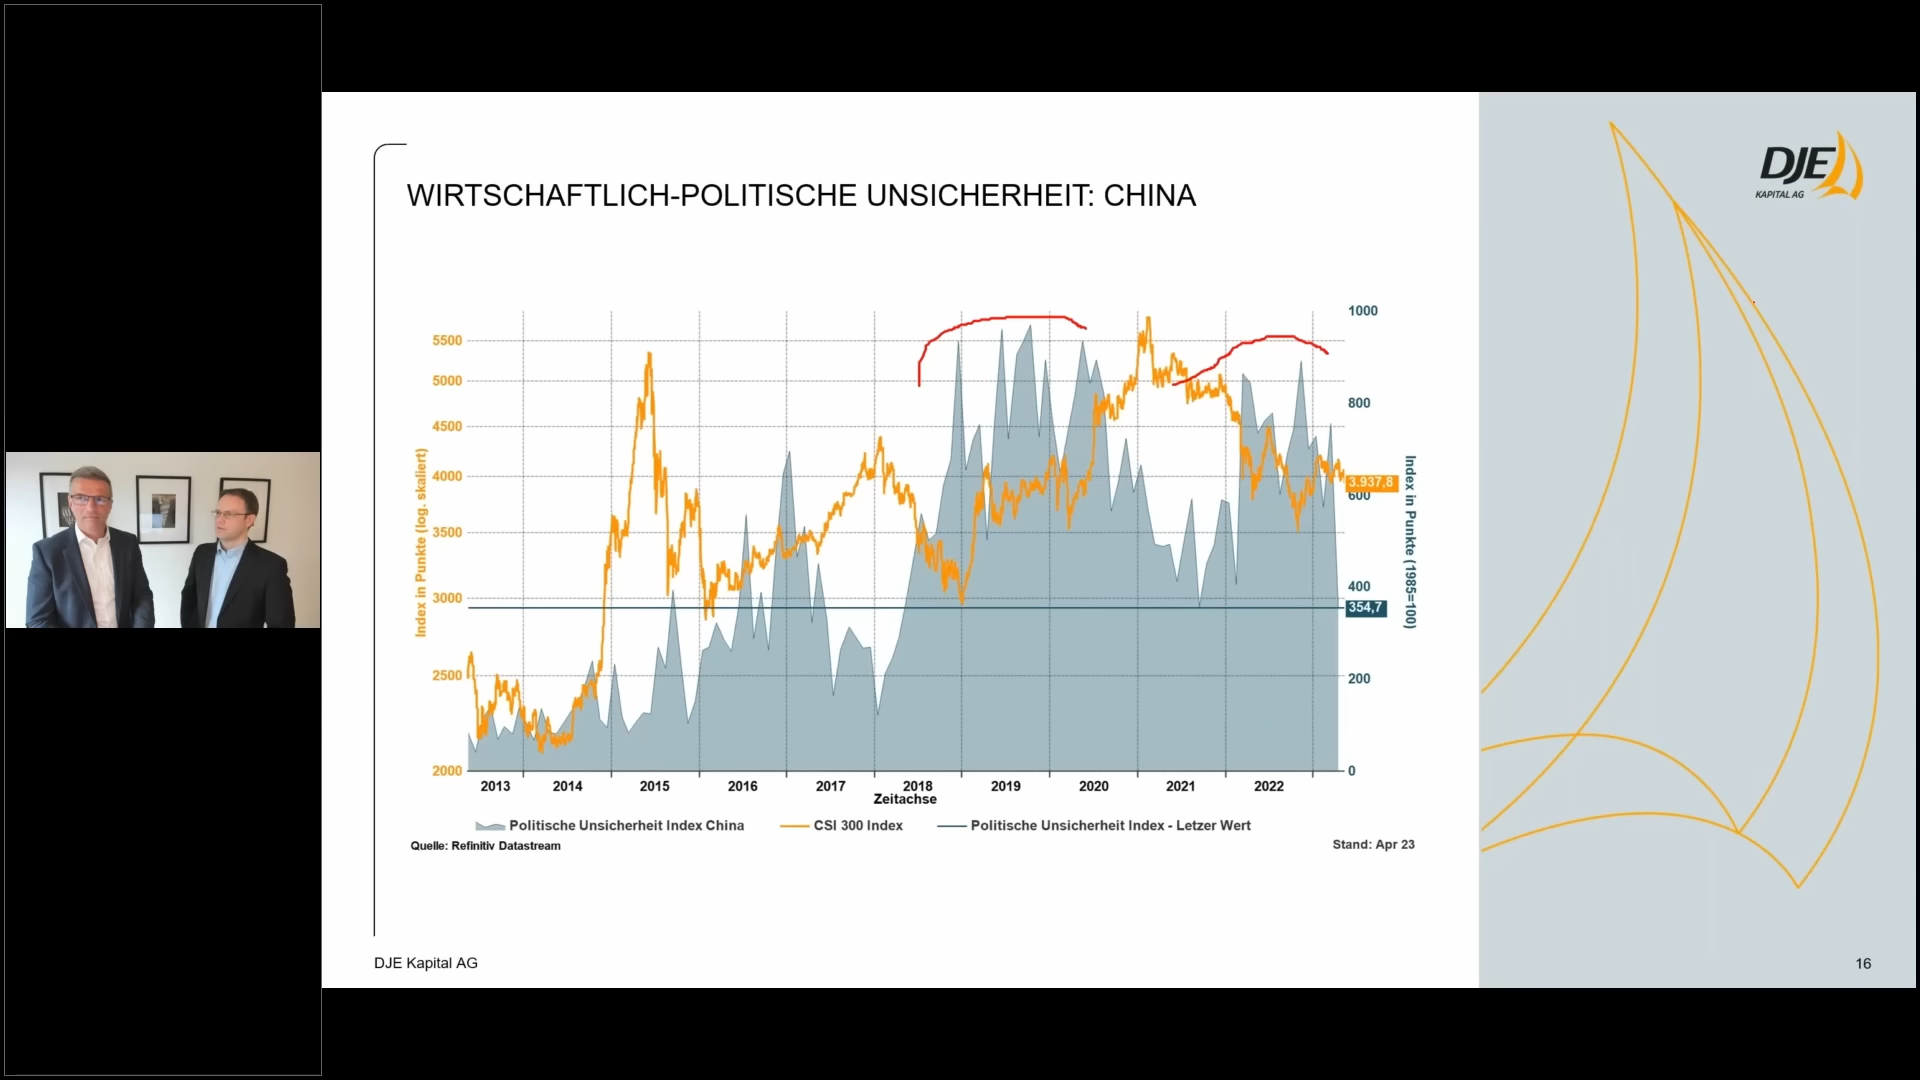 DJE
KAPITAL AG
WIRTSCHAFTLICH-POLITISCHE UNSICHERHEIT: CHINA
Index in Punkte (log. skaliert)
5500
5000
4500
4000
3500
3000
2500
2000
1000
800
600
400
200
0
3.937,8
354,7
Index in Punkte (1985=100)
2013 2014 2015 2016 2017 2018 2019 2020 2021 2022
Zeitachse
Politische Unsicherheit Index China CSI 300 Index Politische Unsicherheit Index - Letzer Wert
Quelle: Refinitiv Datastream Stand: Apr 23
DJE Kapital AG 16